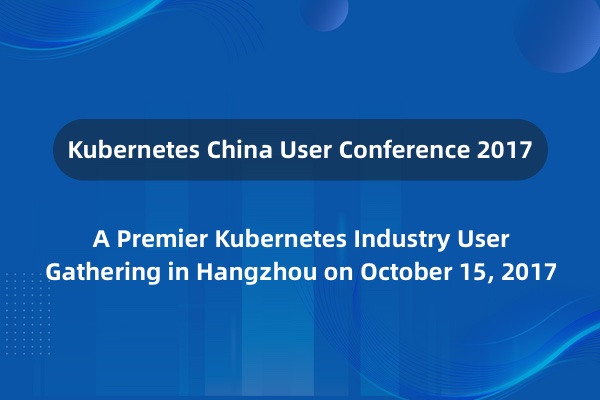 Kubernetes China User Conference 2017
A Premier Kubernetes Industry User
Gathering in Hangzhou on October 15, 2017